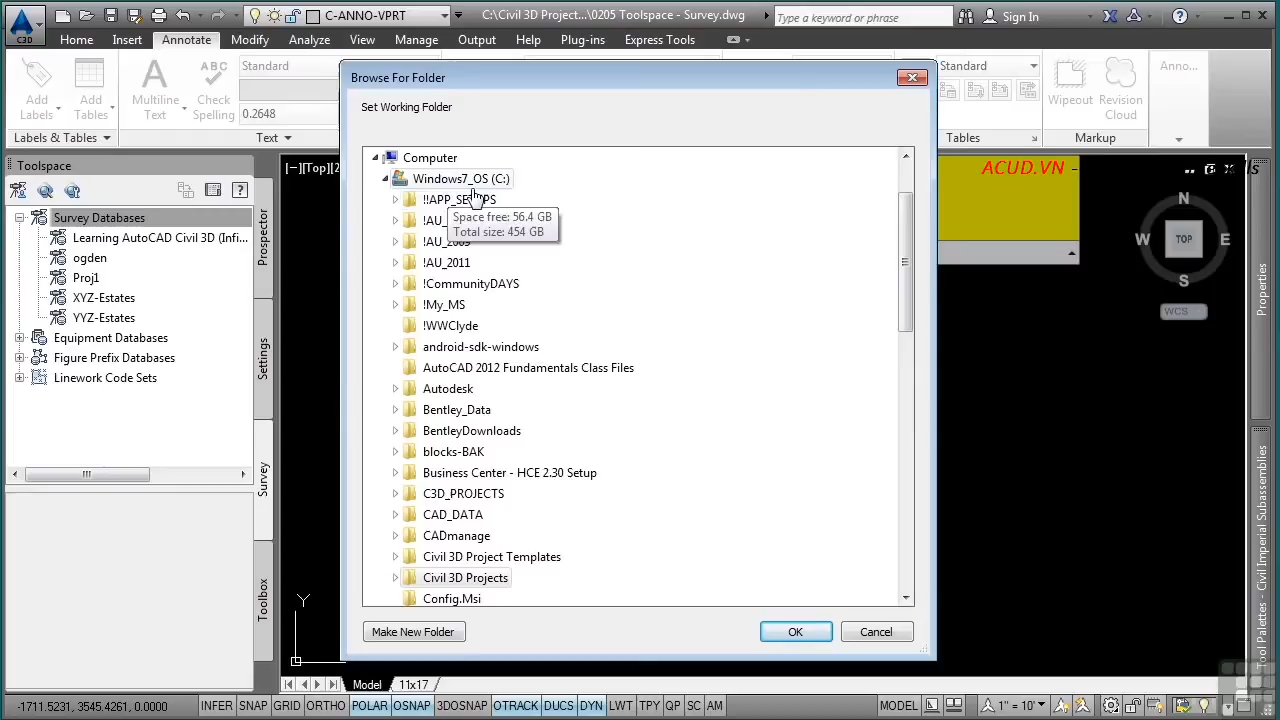 C-ANNO-VPRT
C:\Civil 3D Project...\0205 Toolspace - Survey.dwg
Type a keyword or phrase
Sign In
C3D
Home Insert Annotate Modify Analyze View Manage Output Help Plug-ins Express Tools
Add Labels
Add Tables
Multiline Text
Check Spelling
Standard
0.2648
Standard
Wipeout
Revision Cloud
Anno...
Labels & Tables
Text
Tables
Markup
Toolspace
Survey Databases
Learning AutoCAD Civil 3D (Infi...
ogden
Proj1
XYZ-Estates
YYZ-Estates
Equipment Databases
Figure Prefix Databases
Linework Code Sets
Prospector
Settings
Survey
Toolbox
[−][Top][2
Browse For Folder
Set Working Folder
Computer
Windows7_OS (C:)
Space free: 56.4 GB
Total size: 454 GB
!AU_2011
!CommunityDAYS
!My_MS
!WWClyde
android-sdk-windows
AutoCAD 2012 Fundamentals Class Files
Autodesk
Bentley_Data
BentleyDownloads
blocks-BAK
Business Center - HCE 2.30 Setup
C3D_PROJECTS
CAD_DATA
CADmanage
Civil 3D Project Templates
Civil 3D Projects
Config.Msi
Make New Folder
OK
Cancel
ACUD.VN -
N
W TOP E
S
WCS
Properties
Tool Palettes - Civil Imperial Subassemblies
Y
Model 11x17
-1711.5231, 3545.4261, 0.0000
INFER SNAP GRID ORTHO POLAR OSNAP 3DOSNAP OTRACK DUCS DYN LWT TPY QP SC AM
MODEL
1" = 10'